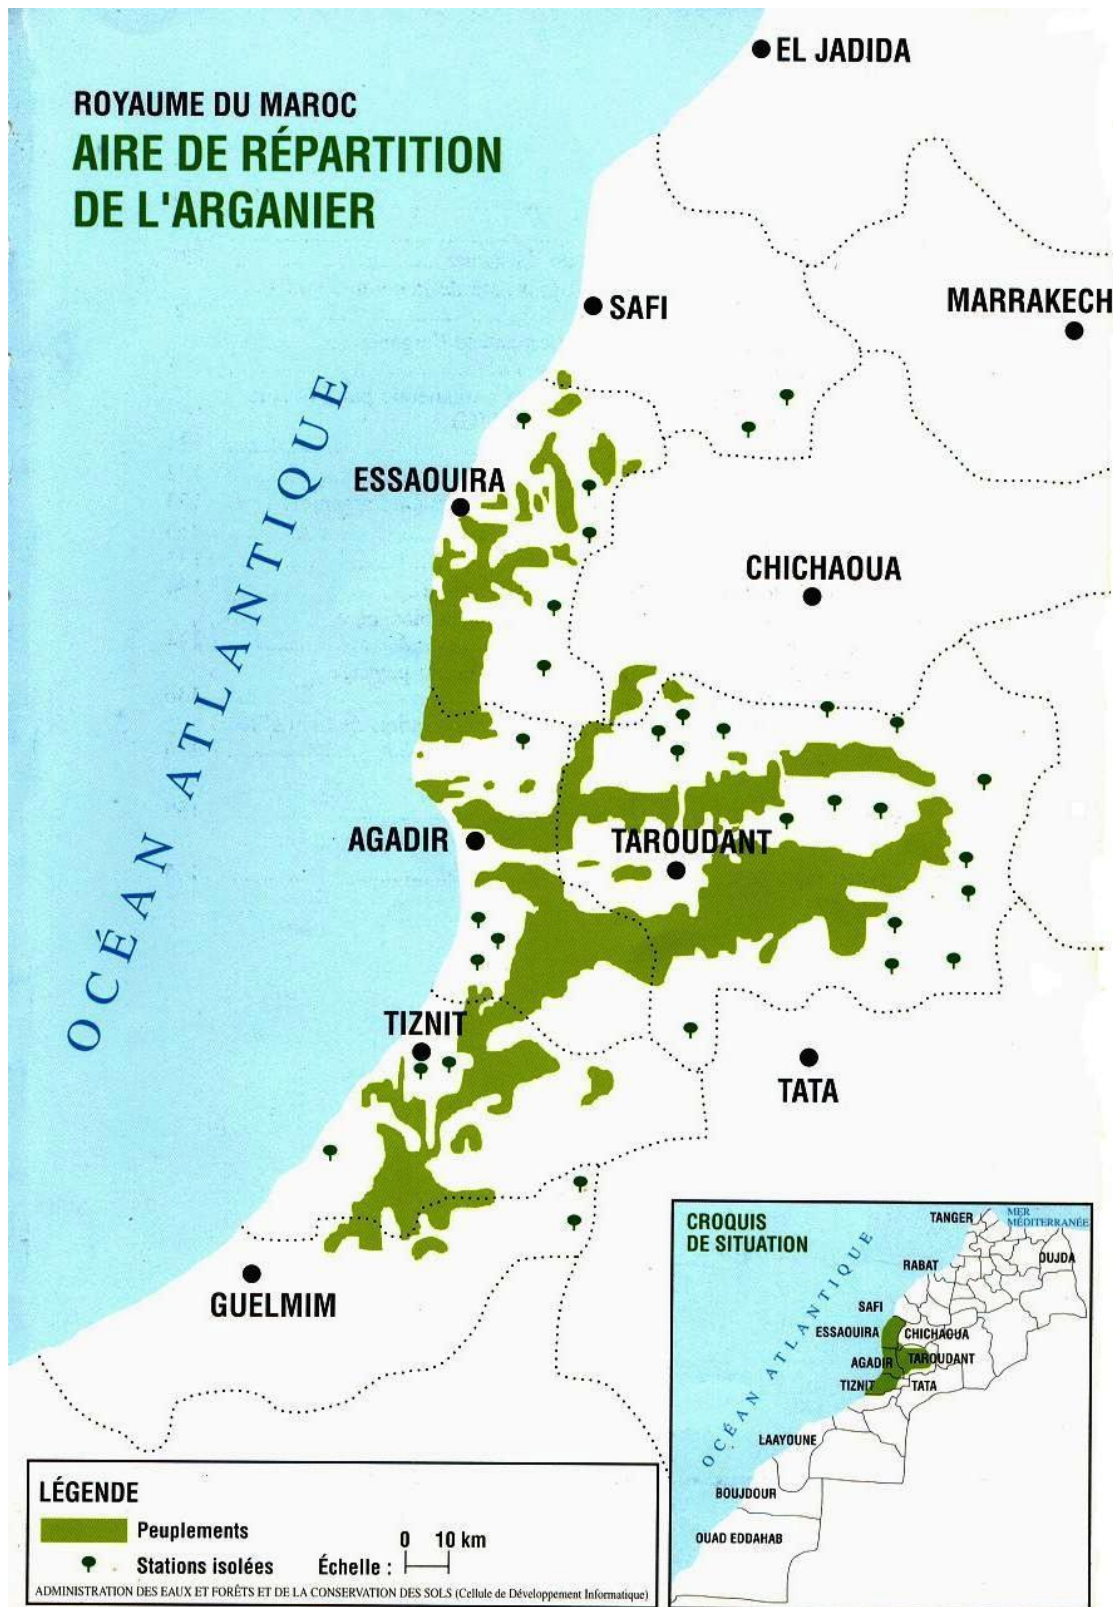 ROYAUME DU MAROC
AIRE DE RÉPARTITION
DE L'ARGANIER
EL JADIDA
SAFI
MARRAKECH
ESSAOUIRA
CHICHAOUA
OCÉAN ATLANTIQUE
AGADIR
TAROUDANT
TIZNIT
TATA
GUELMIM
CROQUIS
DE SITUATION
TANGER
MER
MÉDITERRANÉE
OUJDA
RABAT
SAFI
ESSAOUIRA
CHICHAOUA
AGADIR
TAROUDANT
TIZNIT
TATA
OCÉAN ATLANTIQUE
LAAYOUNE
BOUJDOUR
OUAD EDDAHAB
LÉGENDE
Peuplements
Stations isolées
Échelle :
0 10 km
ADMINISTRATION DES EAUX ET FORÊTS ET DE LA CONSERVATION DES SOLS (Cellule de Développement Informatique)